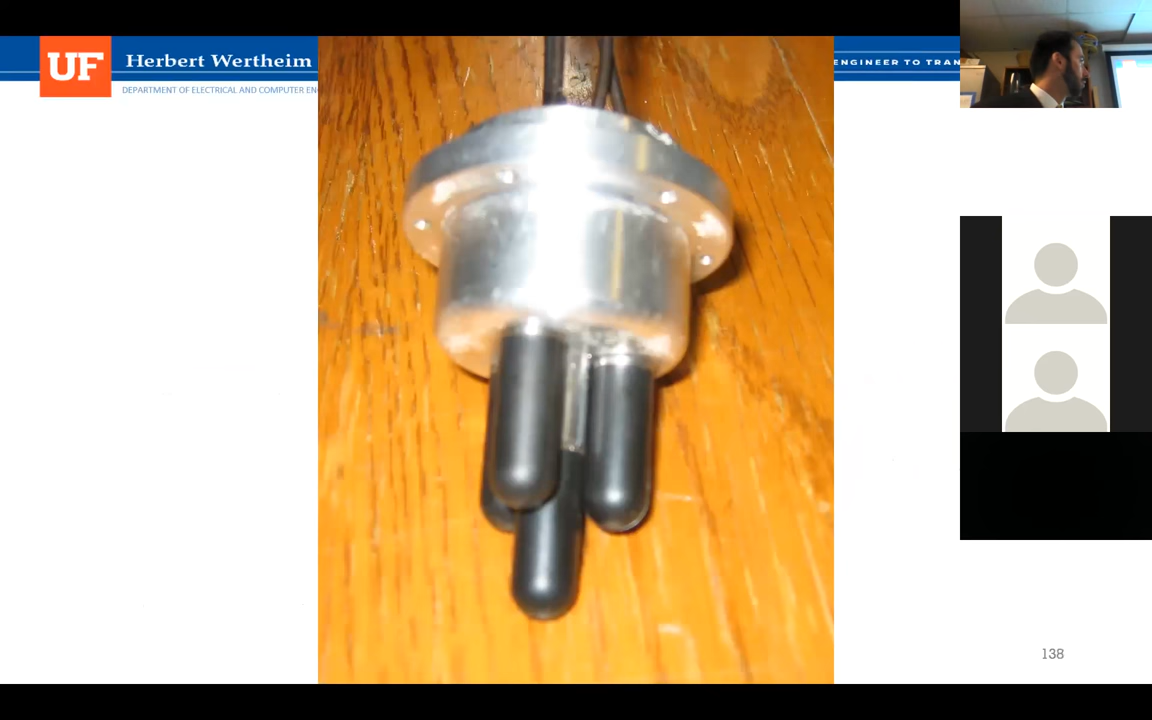 UF
Herbert Wertheim
ENGINEER TO TRAN
DEPARTMENT OF ELECTRICAL AND COMPUTER EN
138